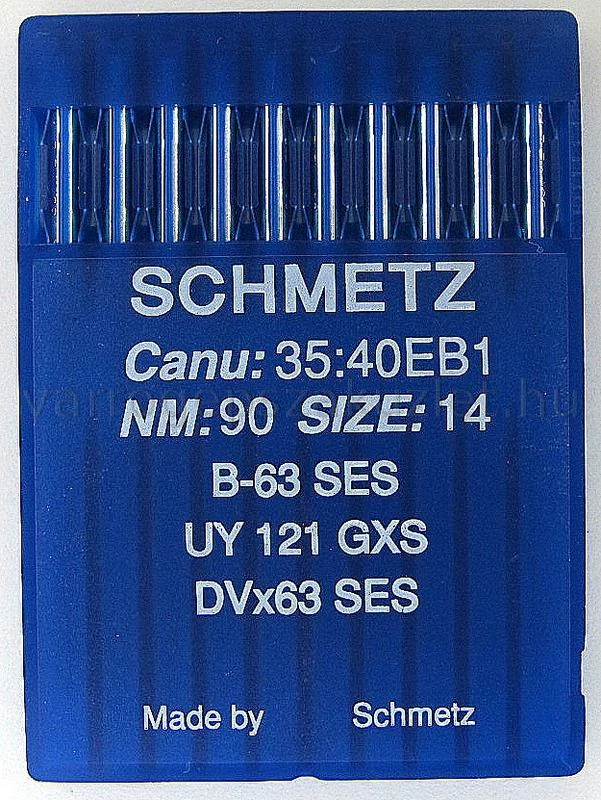 SCHMETZ
Canu: 35:40EB1
NM: 90 SIZE: 14
B-63 SES
UY 121 GXS
DVx63 SES
Made by Schmetz